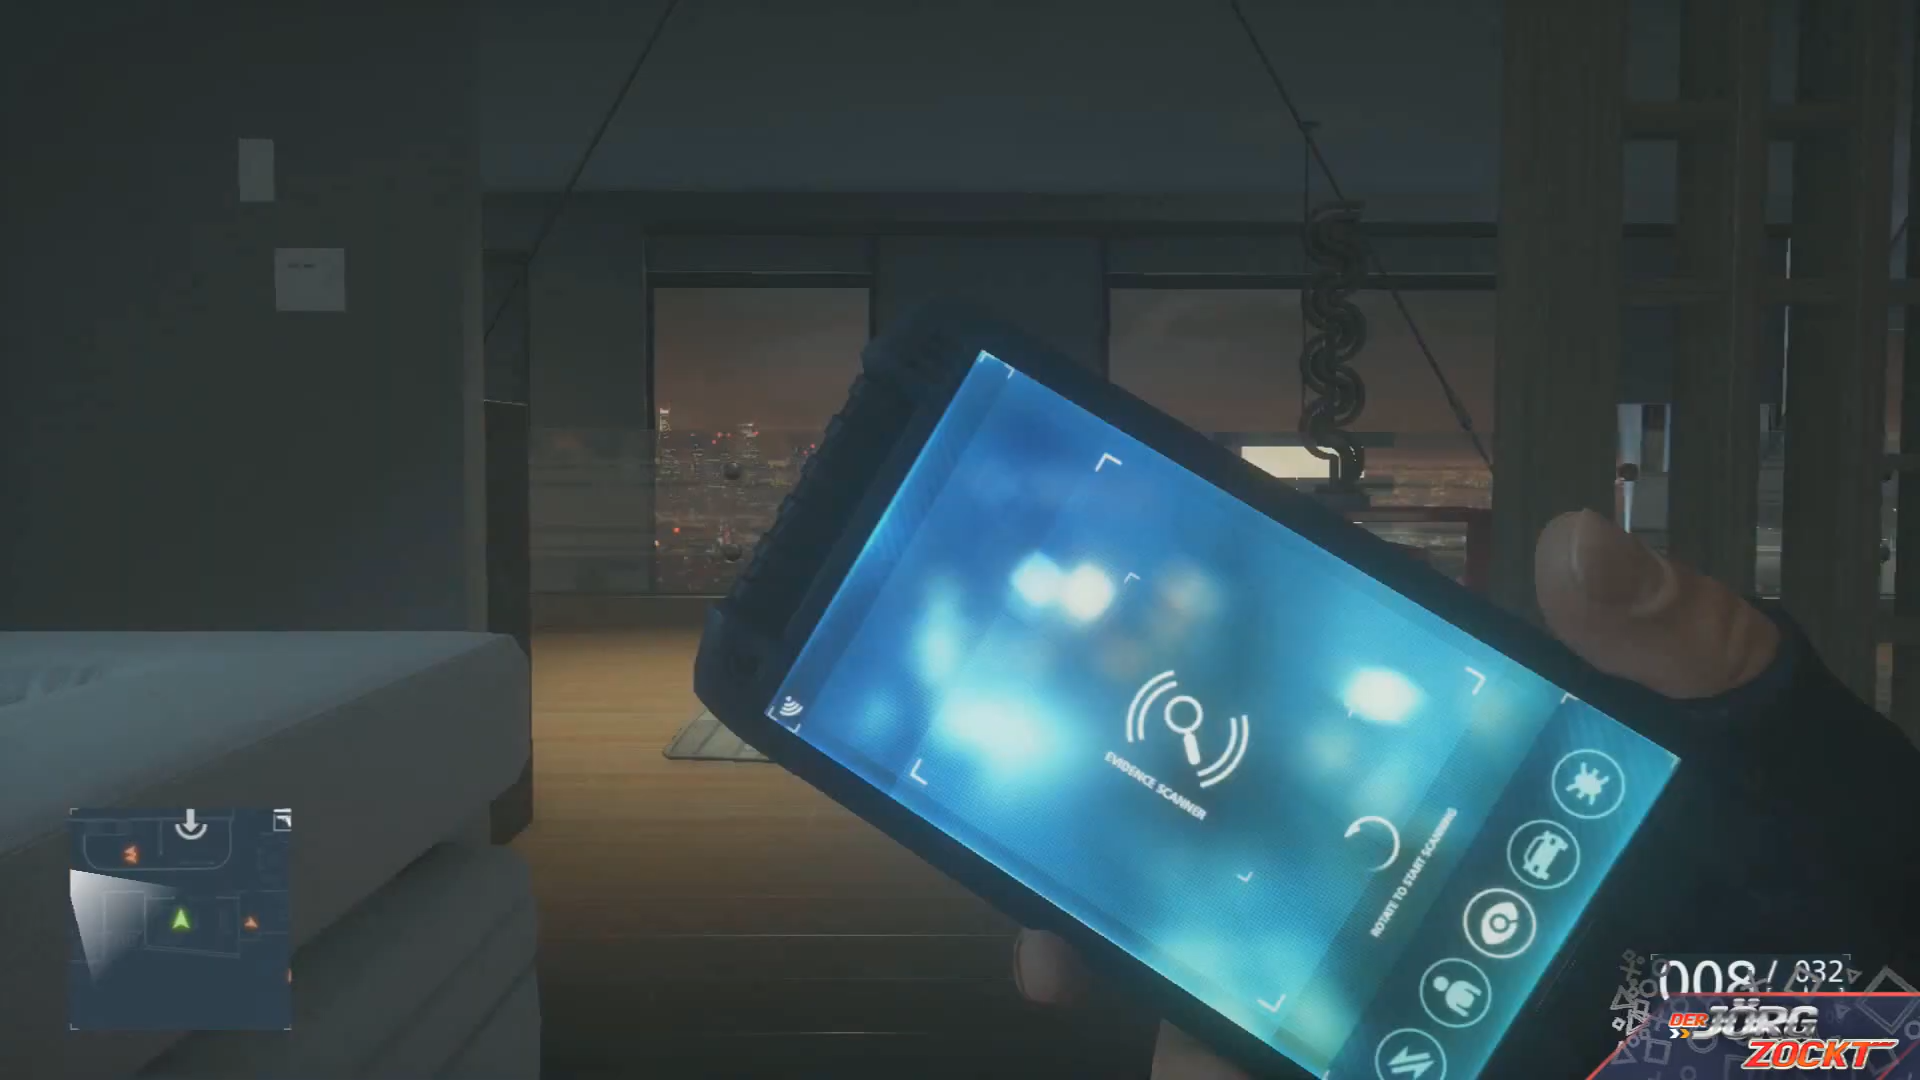 EVIDENCE SCANNER
ROTATE TO START SCANNING
008 / 032
DER JÖRG
ZOCKT